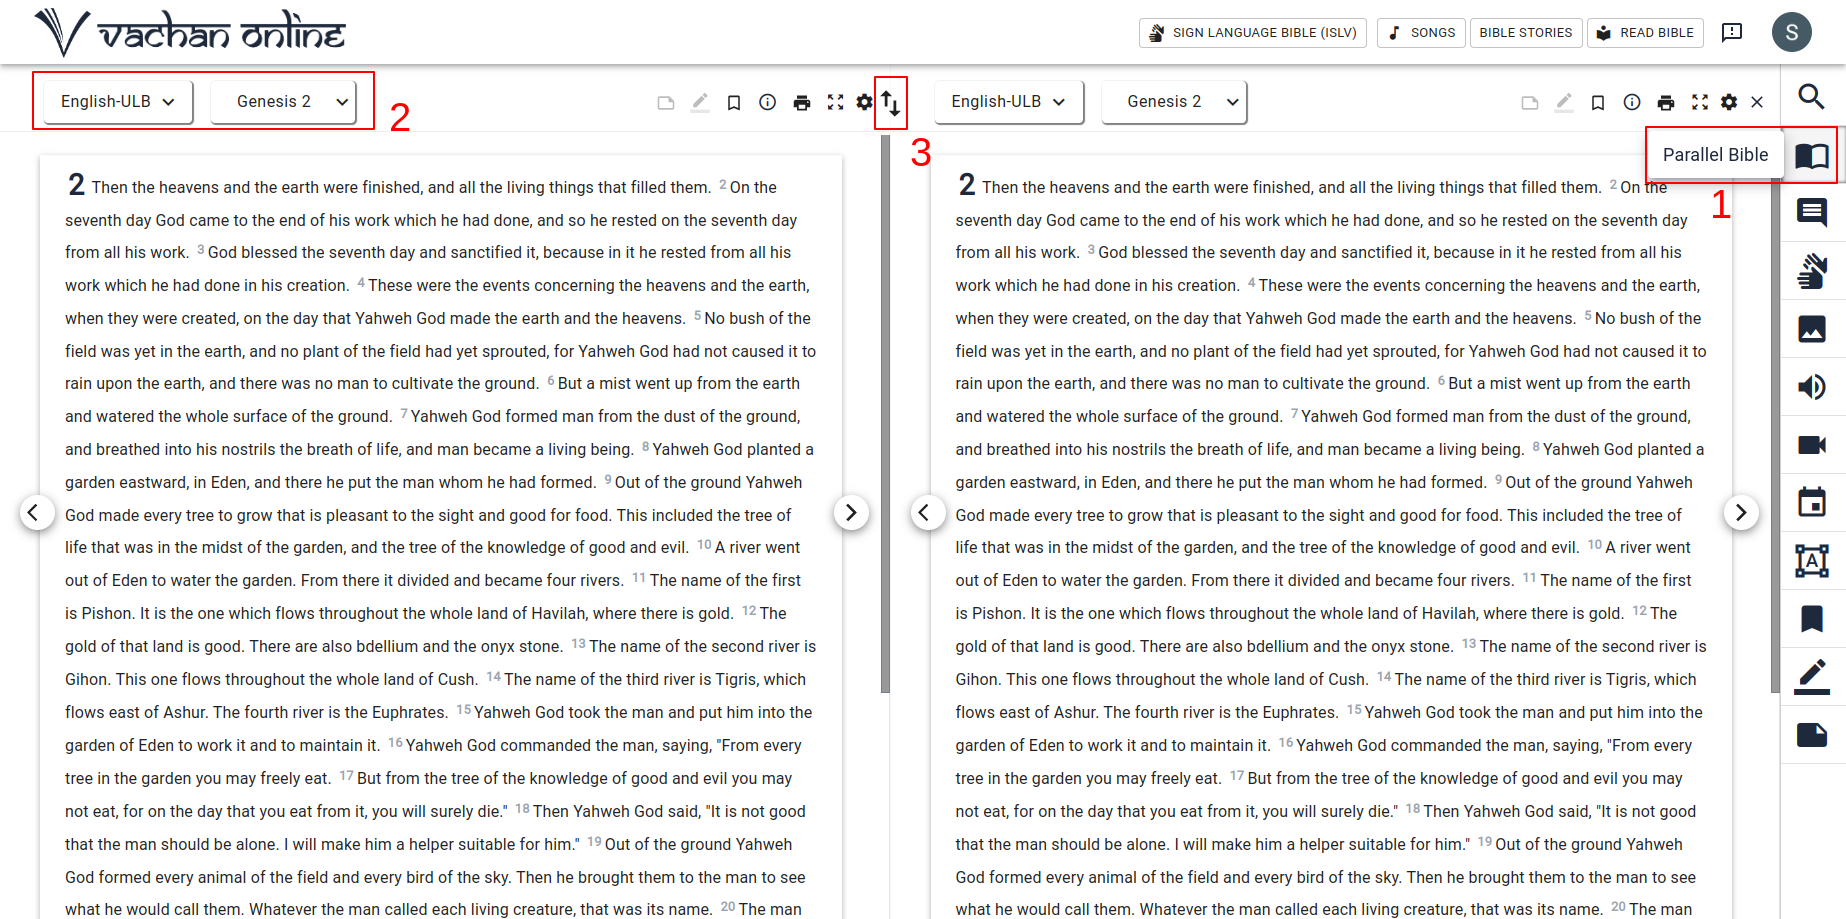 vachan online
SIGN LANGUAGE BIBLE (ISLV)
SONGS
BIBLE STORIES
READ BIBLE
S
English-ULB
Genesis 2
2
3
English-ULB
Genesis 2
Parallel Bible
1
2 Then the heavens and the earth were finished, and all the living things that filled them. 2 On the
seventh day God came to the end of his work which he had done, and so he rested on the seventh day
from all his work. 3 God blessed the seventh day and sanctified it, because in it he rested from all his
work which he had done in his creation. 4 These were the events concerning the heavens and the earth,
when they were created, on the day that Yahweh God made the earth and the heavens. 5 No bush of the
field was yet in the earth, and no plant of the field had yet sprouted, for Yahweh God had not caused it to
rain upon the earth, and there was no man to cultivate the ground. 6 But a mist went up from the earth
and watered the whole surface of the ground. 7 Yahweh God formed man from the dust of the ground,
and breathed into his nostrils the breath of life, and man became a living being. 8 Yahweh God planted a
garden eastward, in Eden, and there he put the man whom he had formed. 9 Out of the ground Yahweh
God made every tree to grow that is pleasant to the sight and good for food. This included the tree of
life that was in the midst of the garden, and the tree of the knowledge of good and evil. 10 A river went
out of Eden to water the garden. From there it divided and became four rivers. 11 The name of the first
is Pishon. It is the one which flows throughout the whole land of Havilah, where there is gold. 12 The
gold of that land is good. There are also bdellium and the onyx stone. 13 The name of the second river is
Gihon. This one flows throughout the whole land of Cush. 14 The name of the third river is Tigris, which
flows east of Ashur. The fourth river is the Euphrates. 15 Yahweh God took the man and put him into the
garden of Eden to work it and to maintain it. 16 Yahweh God commanded the man, saying, "From every
tree in the garden you may freely eat. 17 But from the tree of the knowledge of good and evil you may
not eat, for on the day that you eat from it, you will surely die." 18 Then Yahweh God said, "It is not good
that the man should be alone. I will make him a helper suitable for him." 19 Out of the ground Yahweh
God formed every animal of the field and every bird of the sky. Then he brought them to the man to see
what he would call them. Whatever the man called each living creature, that was its name. 20 The man
2 Then the heavens and the earth were finished, and all the living things that filled them. 2 On the
seventh day God came to the end of his work which he had done, and so he rested on the seventh day
from all his work. 3 God blessed the seventh day and sanctified it, because in it he rested from all his
work which he had done in his creation. 4 These were the events concerning the heavens and the earth,
when they were created, on the day that Yahweh God made the earth and the heavens. 5 No bush of the
field was yet in the earth, and no plant of the field had yet sprouted, for Yahweh God had not caused it to
rain upon the earth, and there was no man to cultivate the ground. 6 But a mist went up from the earth
and watered the whole surface of the ground. 7 Yahweh God formed man from the dust of the ground,
and breathed into his nostrils the breath of life, and man became a living being. 8 Yahweh God planted a
garden eastward, in Eden, and there he put the man whom he had formed. 9 Out of the ground Yahweh
God made every tree to grow that is pleasant to the sight and good for food. This included the tree of
life that was in the midst of the garden, and the tree of the knowledge of good and evil. 10 A river went
out of Eden to water the garden. From there it divided and became four rivers. 11 The name of the first
is Pishon. It is the one which flows throughout the whole land of Havilah, where there is gold. 12 The
gold of that land is good. There are also bdellium and the onyx stone. 13 The name of the second river is
Gihon. This one flows throughout the whole land of Cush. 14 The name of the third river is Tigris, which
flows east of Ashur. The fourth river is the Euphrates. 15 Yahweh God took the man and put him into the
garden of Eden to work it and to maintain it. 16 Yahweh God commanded the man, saying, "From every
tree in the garden you may freely eat. 17 But from the tree of the knowledge of good and evil you may
not eat, for on the day that you eat from it, you will surely die." 18 Then Yahweh God said, "It is not good
that the man should be alone. I will make him a helper suitable for him." 19 Out of the ground Yahweh
God formed every animal of the field and every bird of the sky. Then he brought them to the man to see
what he would call them. Whatever the man called each living creature, that was its name. 20 The man
A